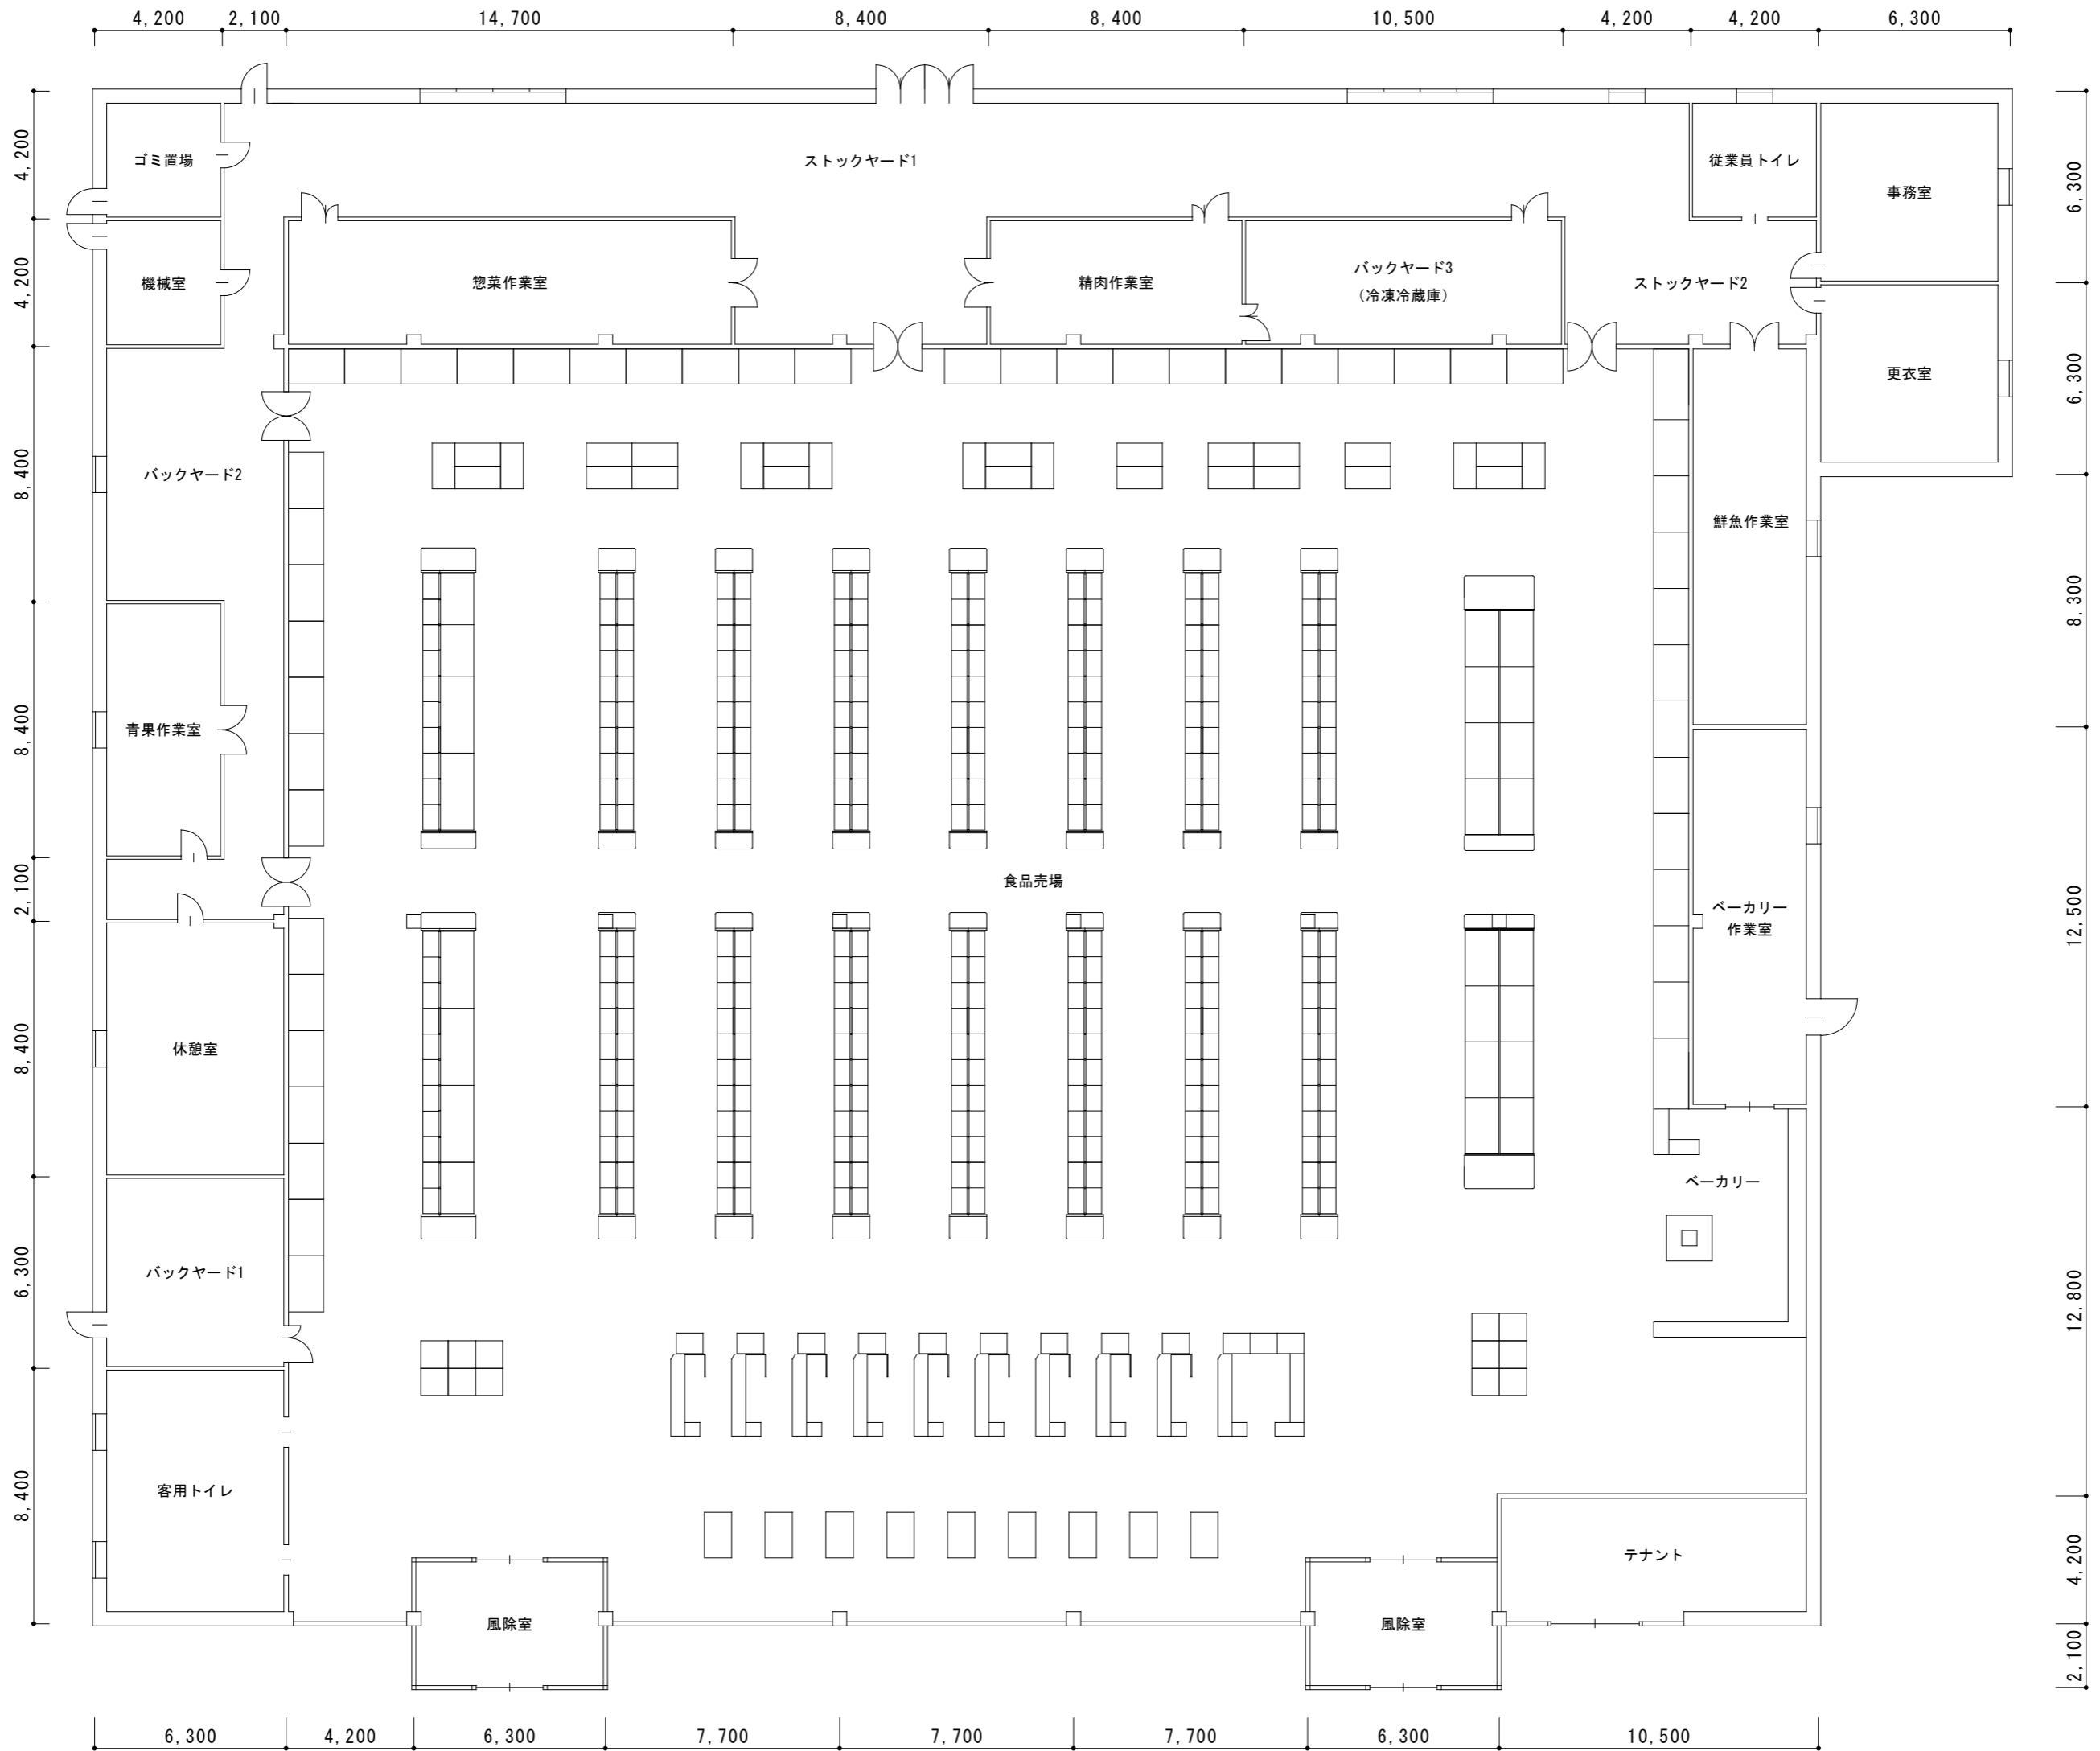 4,200 2,100 14,700 8,400 8,400 10,500 4,200 4,200 6,300
4,200
4,200
8,400
8,400
2,100
8,400
6,300
8,400
ゴミ置場
ストックヤード1
従業員トイレ
事務室
機械室
惣菜作業室
精肉作業室
バックヤード3
(冷凍冷蔵庫)
ストックヤード2
更衣室
バックヤード2
鮮魚作業室
青果作業室
食品売場
ベーカリー
作業室
休憩室
ベーカリー
バックヤード1
客用トイレ
テナント
風除室
風除室
6,300
6,300
8,300
12,500
12,800
4,200
2,100
6,300 4,200 6,300 7,700 7,700 7,700 6,300 10,500